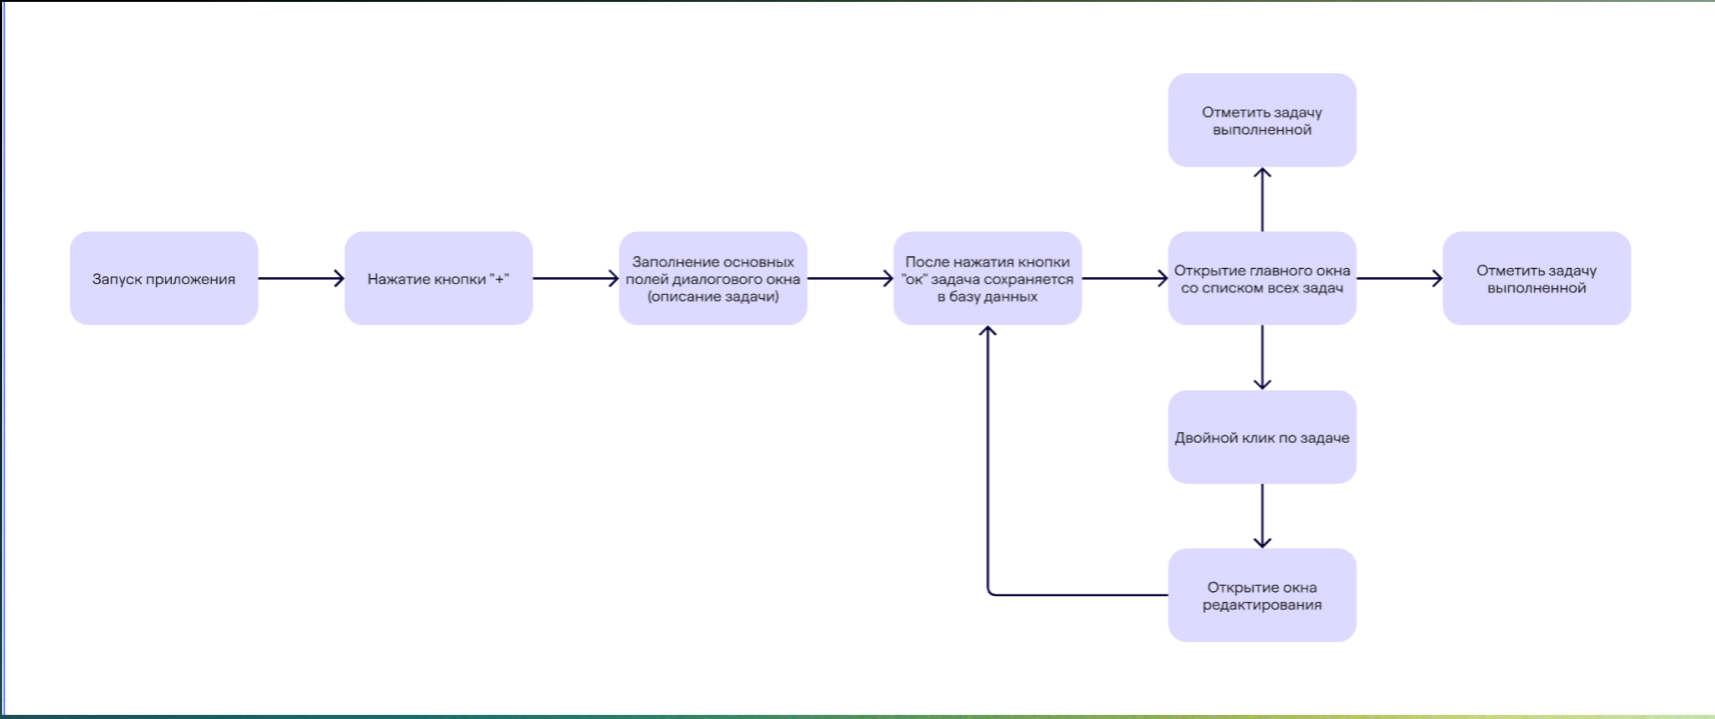 Отметить задачу
выполненной
Запуск приложения
Нажатие кнопки "+"
Заполнение основных
полей диалогового окна
(описание задачи)
После нажатия кнопки
"ок" задача сохраняется
в базу данных
Открытие главного окна
со списком всех задач
Отметить задачу
выполненной
Двойной клик по задаче
Открытие окна
редактирования